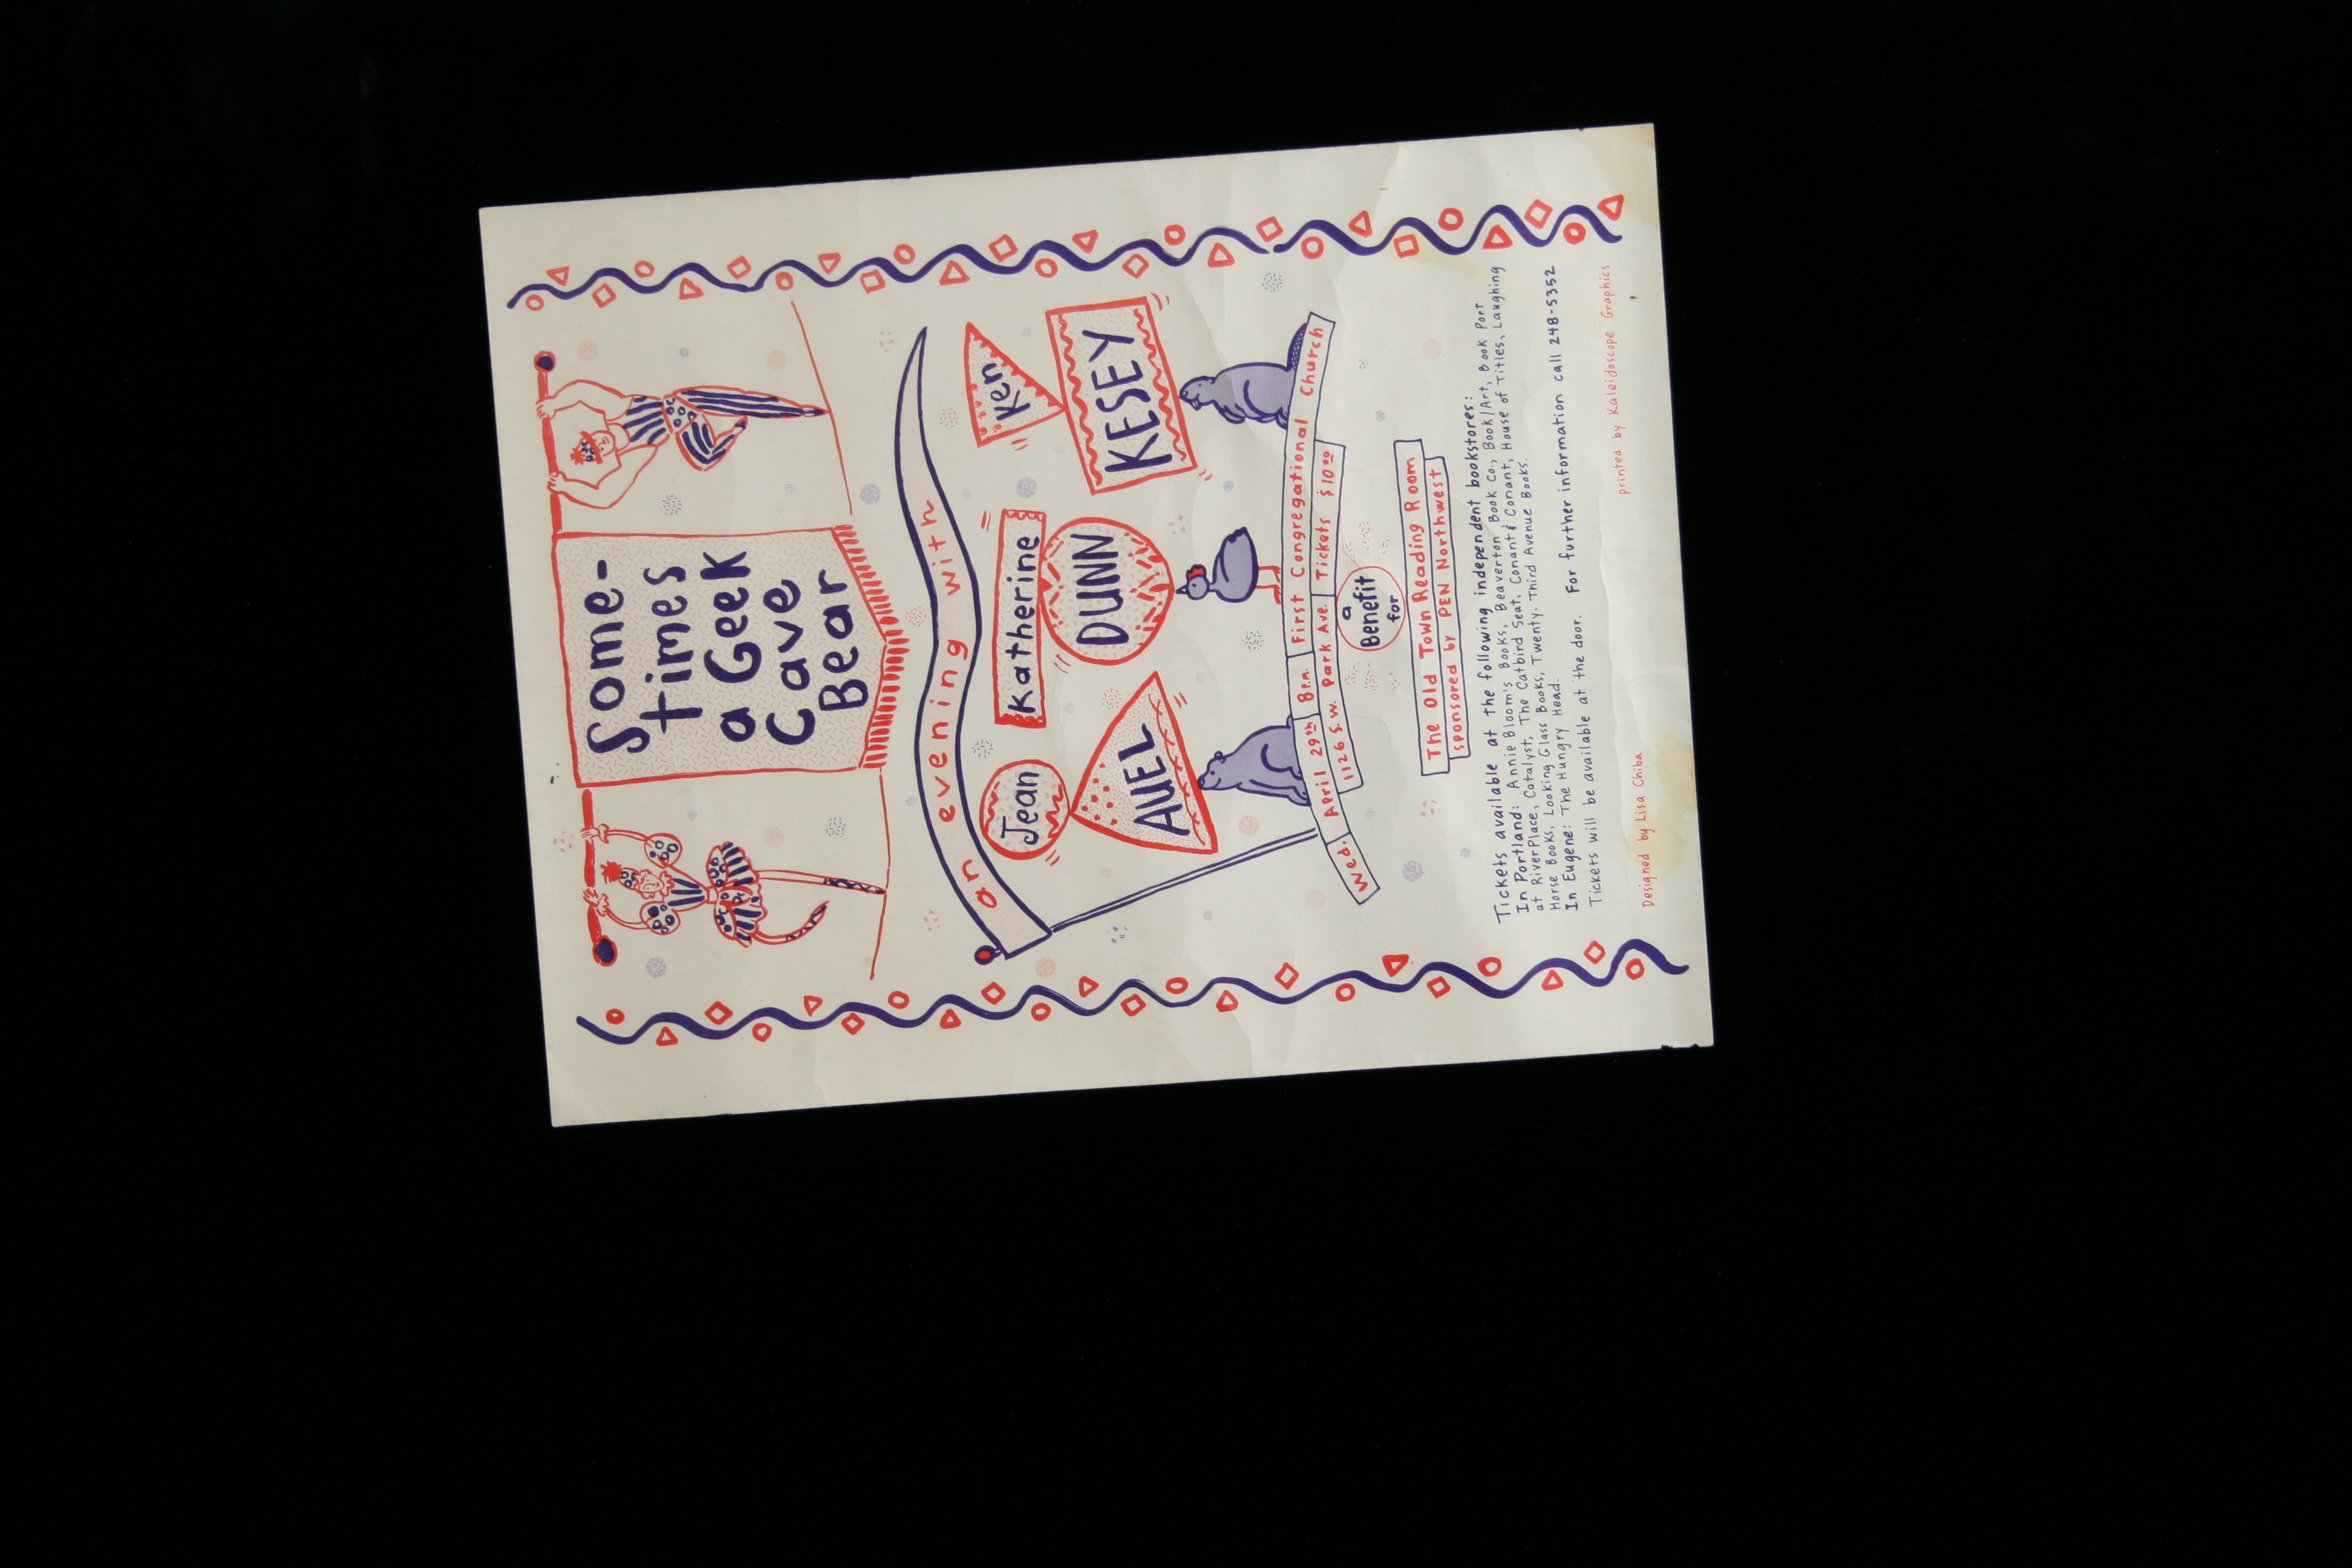 Some-
times
a Geek
Cave
Bear
an evening with
Jean
AUEL
Katherine
DUNN
Ken
KESEY
Wed. April 29th 8 P.M. First Congregational Church
1126 S.W. Park Ave. Tickets $10.00
a
Benefit
for
The Old Town Reading Room
sponsored by PEN Northwest
Tickets available at the following independent bookstores:
In Portland: Annie Bloom's Books, Beaverton Book Co., Book/Art, Book Port
at RiverPlace, Catalyst, The Catbird Seat, Conant & Conant, House of Titles, Laughing
Horse Books, Looking Glass Books, Twenty-Third Avenue Books.
In Eugene: The Hungry Head.
Tickets will be available at the door. For further information call 248-5352
Designed by Lisa Chiba
printed by Kaleidoscope Graphics